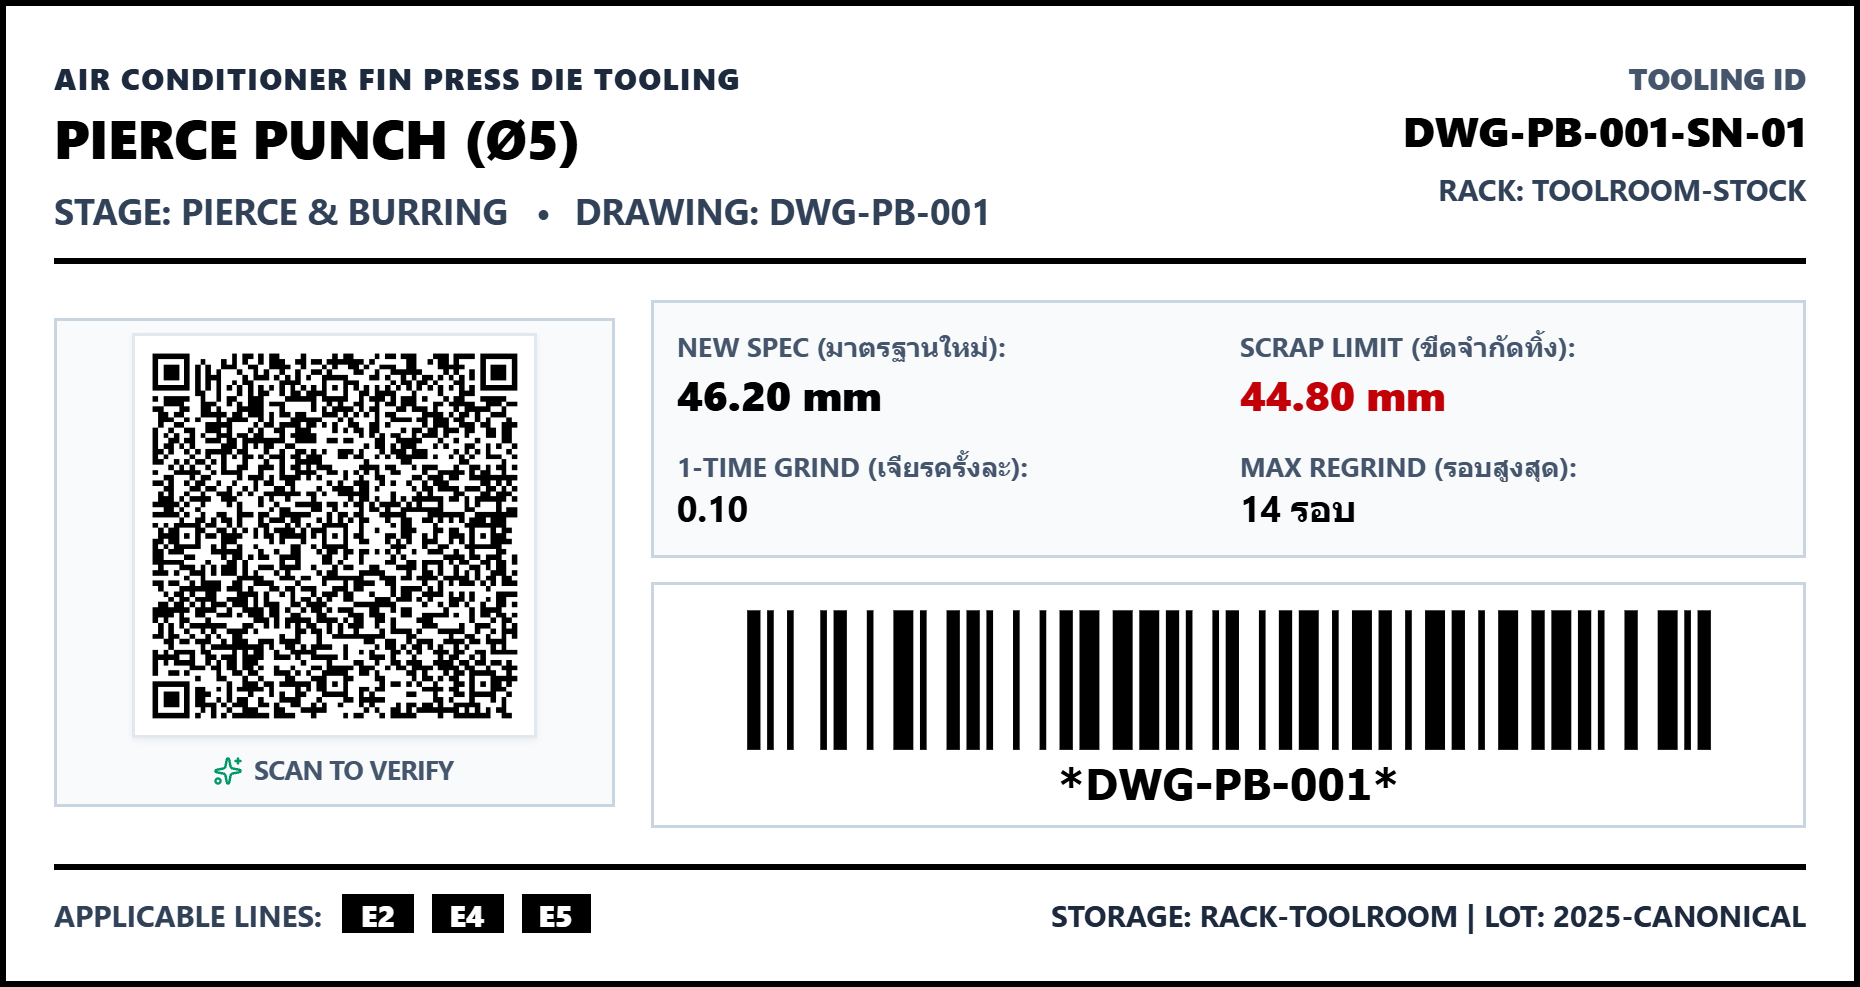 AIR CONDITIONER FIN PRESS DIE TOOLING
PIERCE PUNCH (Ø5)
STAGE: PIERCE & BURRING • DRAWING: DWG-PB-001
TOOLING ID
DWG-PB-001-SN-01
RACK: TOOLROOM-STOCK
SCAN TO VERIFY
NEW SPEC (มาตรฐานใหม่):
46.20 mm
SCRAP LIMIT (ขีดจำกัดทิ้ง):
44.80 mm
1-TIME GRIND (เจียรครั้งละ):
0.10
MAX REGRIND (รอบสูงสุด):
14 รอบ
*DWG-PB-001*
APPLICABLE LINES: E2 E4 E5
STORAGE: RACK-TOOLROOM | LOT: 2025-CANONICAL